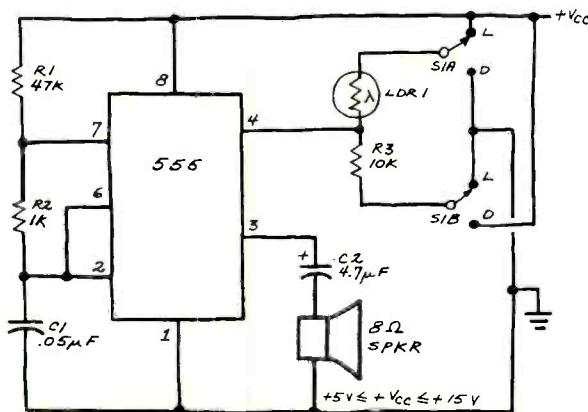 +VCC
R1
47K
8
7
4
6
R2
1K
2
3
1
556
C1
.05µF
LDR1
λ
S1A
L
D
R3
10K
S1B
L
D
+
C2
4.7µF
8Ω
SPKR
+5V ≤ +VCC ≤ +15V